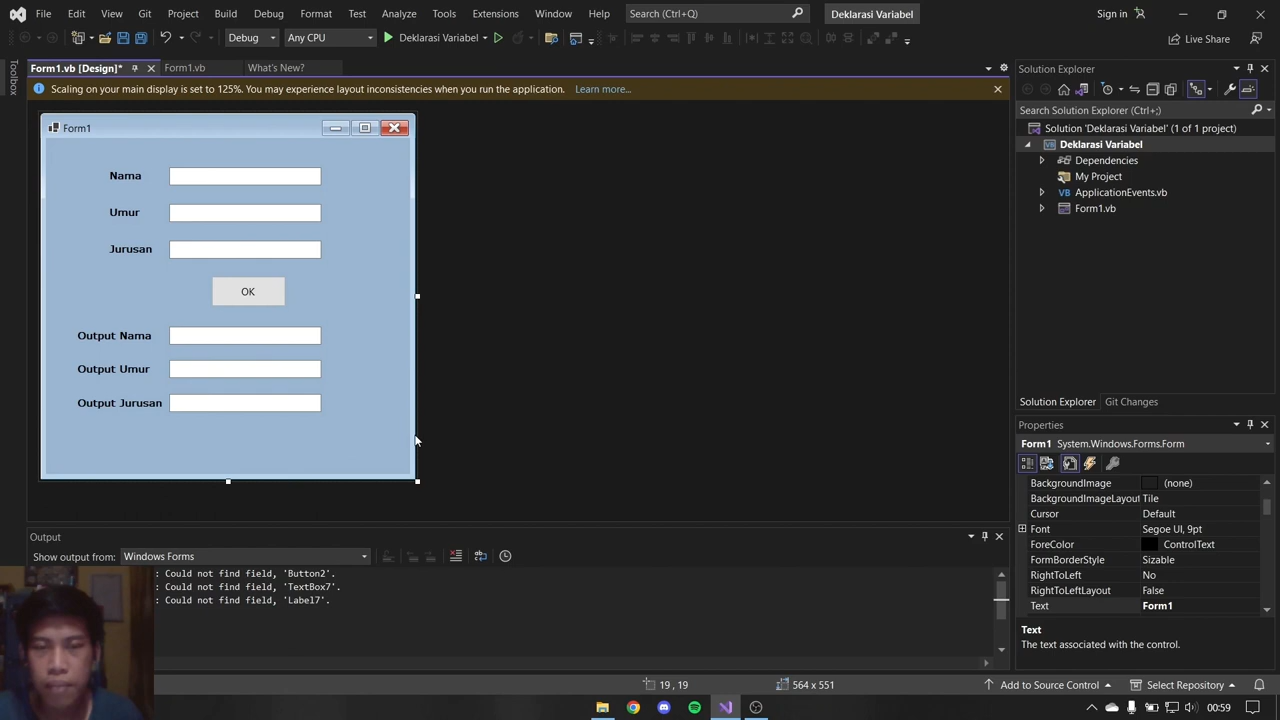 File Edit View Git Project Build Debug Format Test Analyze Tools Extensions Window Help Search (Ctrl+Q) Deklarasi Variabel Sign in
Debug Any CPU Deklarasi Variabel Live Share
Form1.vb [Design]* Form1.vb What's New?
Toolbox
Scaling on your main display is set to 125%. You may experience layout inconsistencies when you run the application. Learn more...
Form1
Nama
Umur
Jurusan
OK
Output Nama
Output Umur
Output Jurusan
Solution Explorer
Search Solution Explorer (Ctrl+;)
Solution 'Deklarasi Variabel' (1 of 1 project)
VB Deklarasi Variabel
Dependencies
My Project
VB ApplicationEvents.vb
Form1.vb
Solution Explorer Git Changes
Properties
Form1 System.Windows.Forms.Form
BackgroundImage (none)
BackgroundImageLayou Tile
Cursor Default
Font Segoe UI, 9pt
ForeColor ControlText
FormBorderStyle Sizable
RightToLeft No
RightToLeftLayout False
Text Form1
Text
The text associated with the control.
Output
Show output from: Windows Forms
: Could not find field, 'Button2'.
: Could not find field, 'TextBox7'.
: Could not find field, 'Label7'.
19 , 19 564 x 551 Add to Source Control Select Repository
00:59